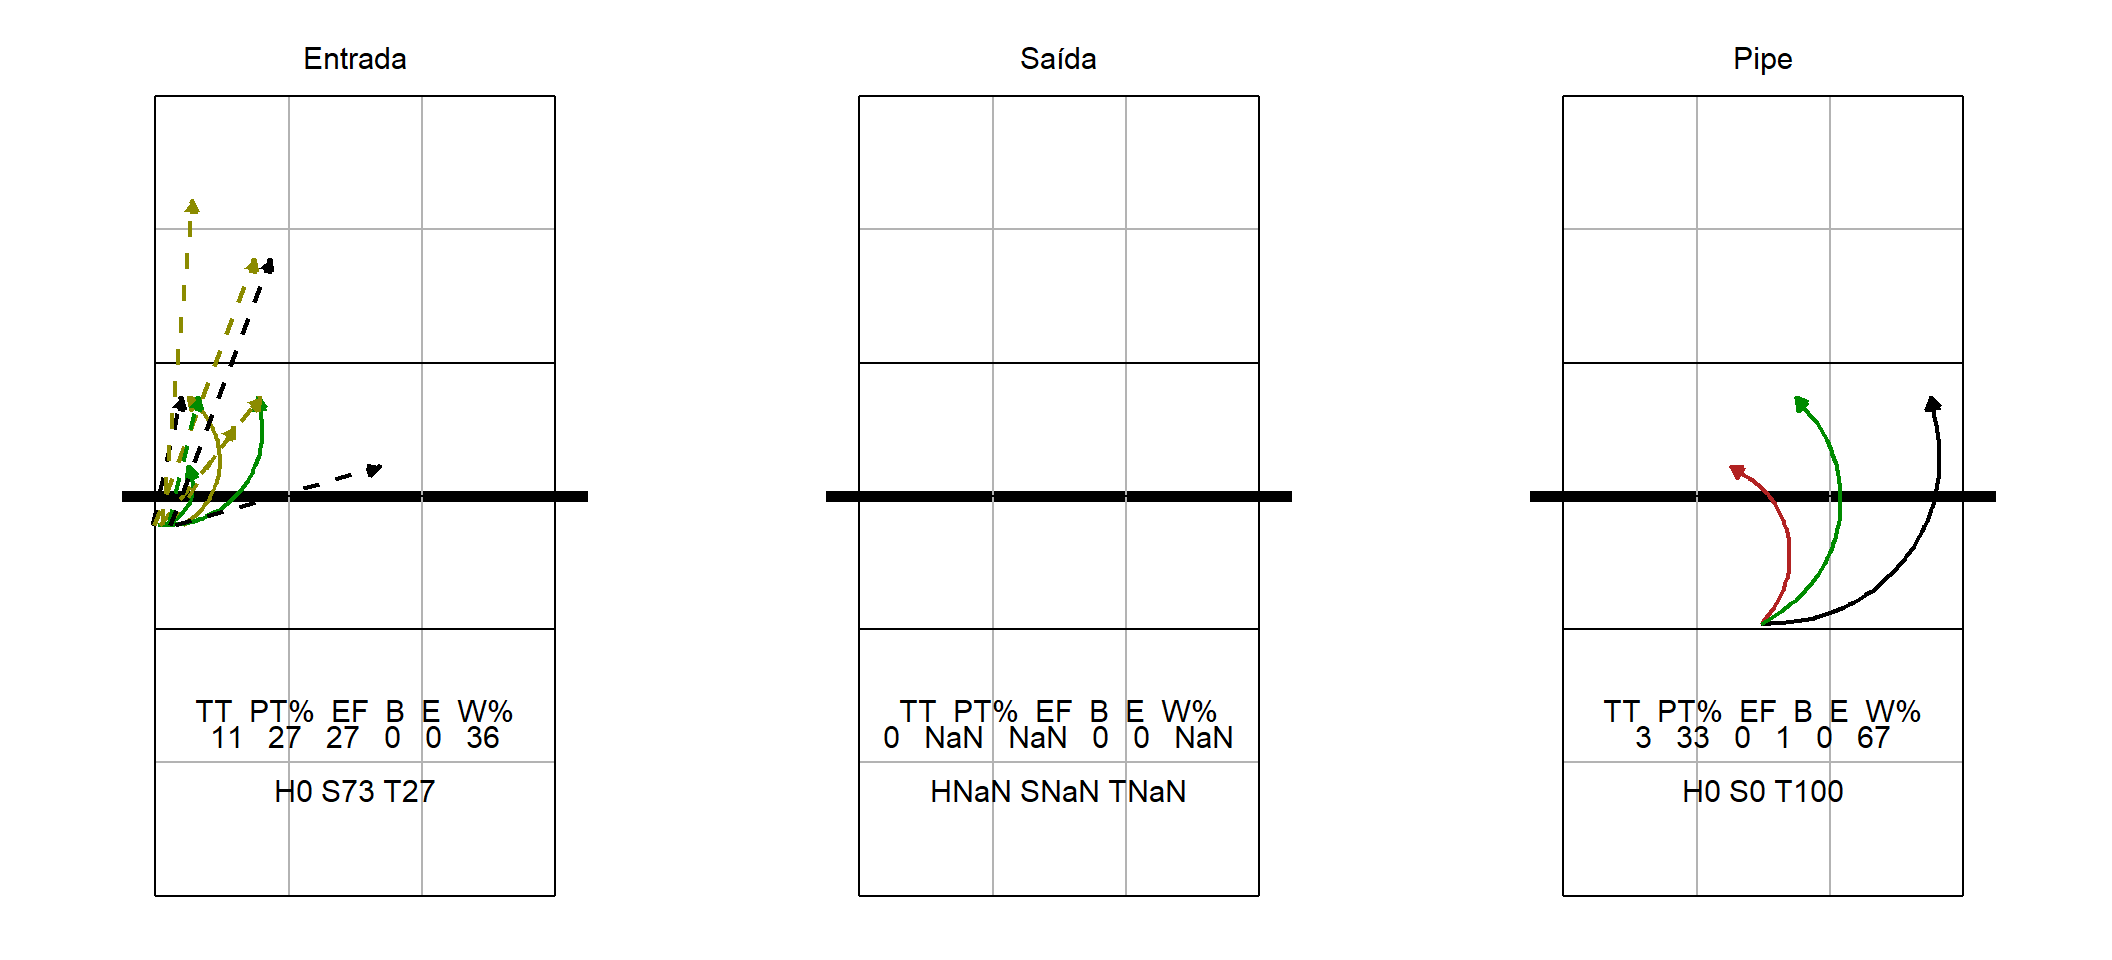 Entrada
TT PT% EF B E W%
11 27 27 0 0 36
H0 S73 T27
Saída
TT PT% EF B E W%
0 NaN NaN 0 0 NaN
HNaN SNaN TNaN
Pipe
TT PT% EF B E W%
3 33 0 1 0 67
H0 S0 T100